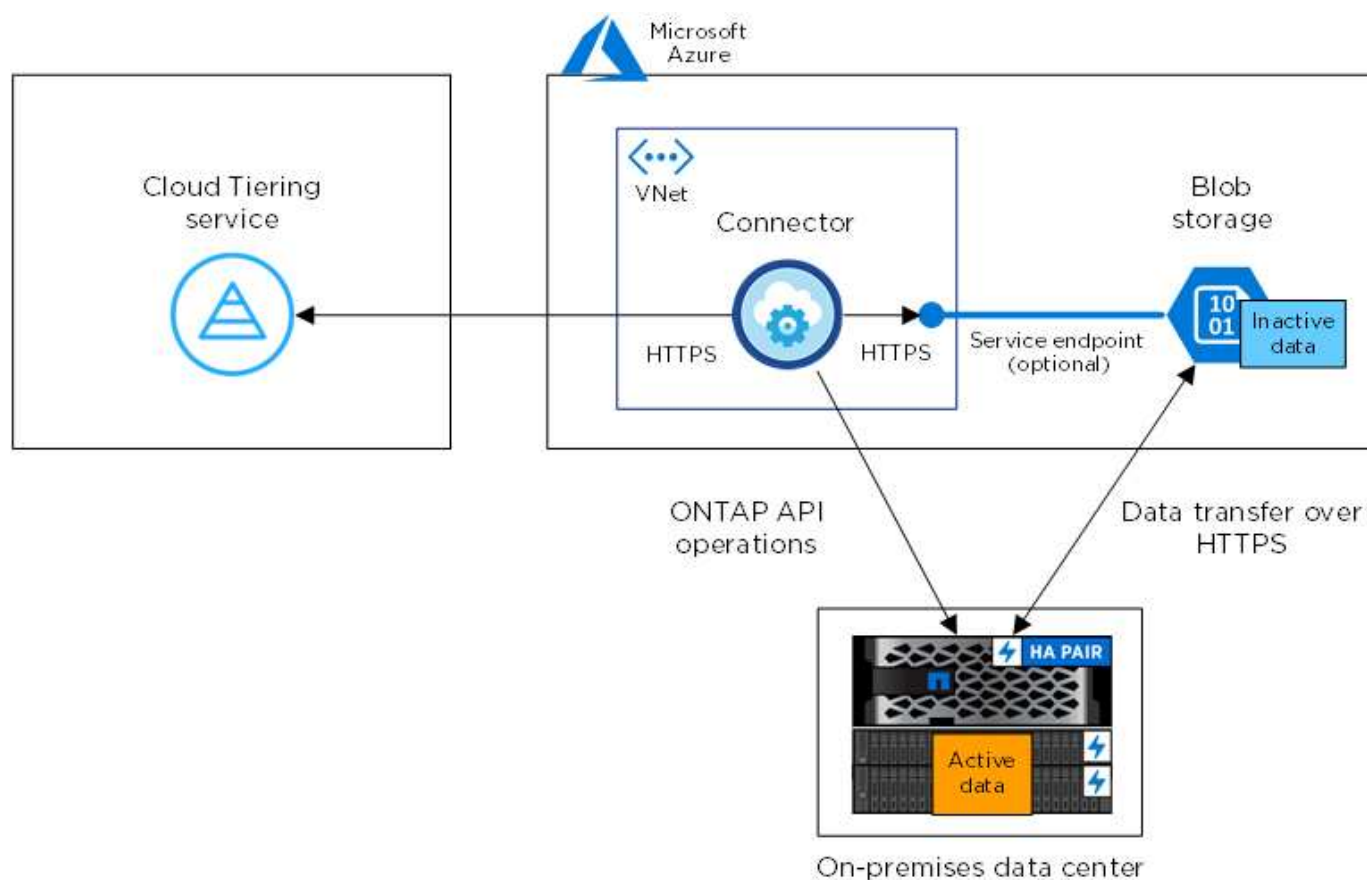 Microsoft
Azure
Cloud Tiering
service
VNet
Connector
Blob
storage
10
01
Inactive
data
HTTPS
HTTPS
Service endpoint
(optional)
ONTAP API
operations
Data transfer over
HTTPS
HA PAIR
Active
data
On-premises data center